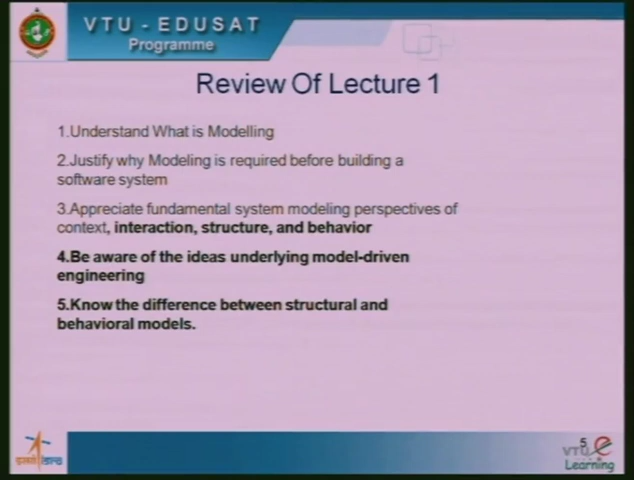 VTU - EDUSAT
Programme
Review Of Lecture 1
1.Understand What is Modelling
2.Justify why Modeling is required before building a
software system
3.Appreciate fundamental system modeling perspectives of
context, interaction, structure, and behavior
4.Be aware of the ideas underlying model-driven
engineering
5.Know the difference between structural and
behavioral models.
5
VTU e
Learning